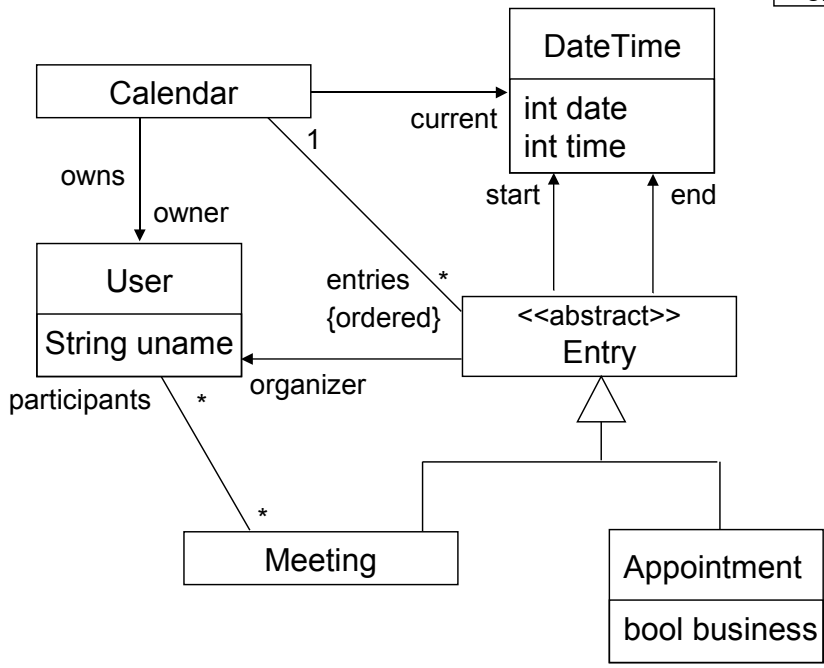 DateTime
int date
int time
Calendar
current
1
owns
owner
start
end
User
String uname
entries
*
{ordered}
<<abstract>>
Entry
organizer
participants
*
*
Meeting
Appointment
bool business